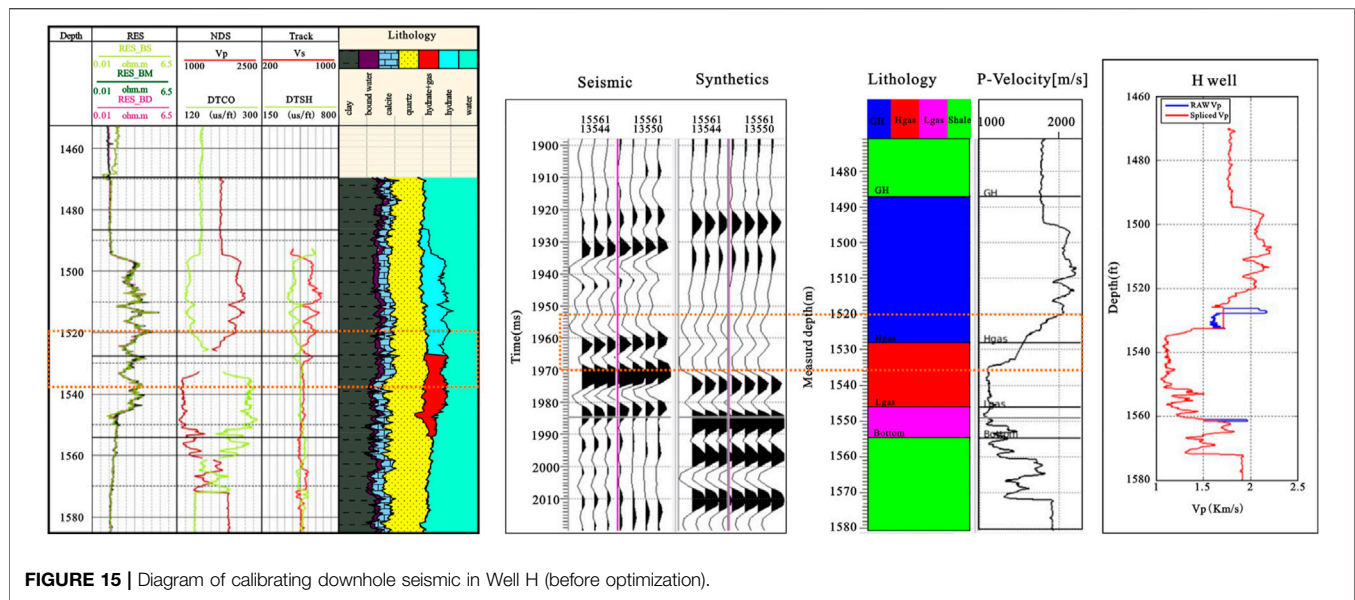 Depth RES NDS Track Lithology
RES_BS Vp Vs
0.01 ohm.m 6.5 1000 2500 200 1000
RES_BM
0.01 ohm.m 6.5
RES_BD DTCO DTSH
0.01 ohm.m 6.5 120 (us/ft) 300 150 (us/ft) 800
clay
bound water
calcite
quartz
hydrate+gas
hydrate
water
1460
1480
1500
1520
1540
1560
1580
Seismic Synthetics
15561 15561 15561 15561
13544 13550 13544 13550
Time(ms)
1900
1910
1920
1930
1940
1950
1960
1970
1980
1990
2000
2010
Lithology P-Velocity[m/s]
GH Hgas Lgas Shale 1000 2000
Measurd depth(m)
1480
1490
1500
1510
1520
1530
1540
1550
1560
1570
1580
GH GH
Hgas Hgas
Lgas Lgas
Bottom Bottom
H well
RAW Vp
Spliced Vp
Depth(ft)
1460
1480
1500
1520
1540
1560
1580
1 1.5 2 2.5
Vp (Km/s)
FIGURE 15 | Diagram of calibrating downhole seismic in Well H (before optimization).